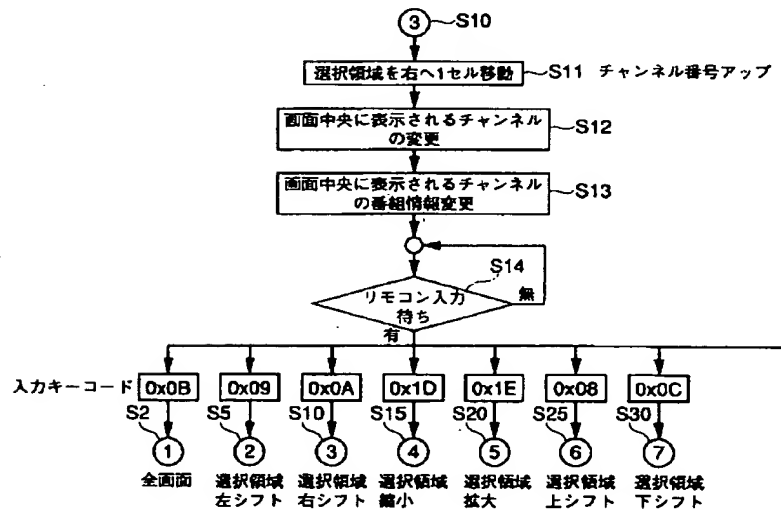 3 S10
選択領域を右へ1セル移動 S11 チャンネル番号アップ
画面中央に表示されるチャンネル
の変更
S12
画面中央に表示されるチャンネル
の番組情報変更
S13
S14
リモコン入力
待ち
無
有
入力キーコード 0x0B 0x09 0x0A 0x1D 0x1E 0x08 0x0C
S2 S5 S10 S15 S20 S25 S30
1 2 3 4 5 6 7
全画面 選択領域 選択領域 選択領域 選択領域 選択領域 選択領域
左シフト 右シフト 縮小 拡大 上シフト 下シフト